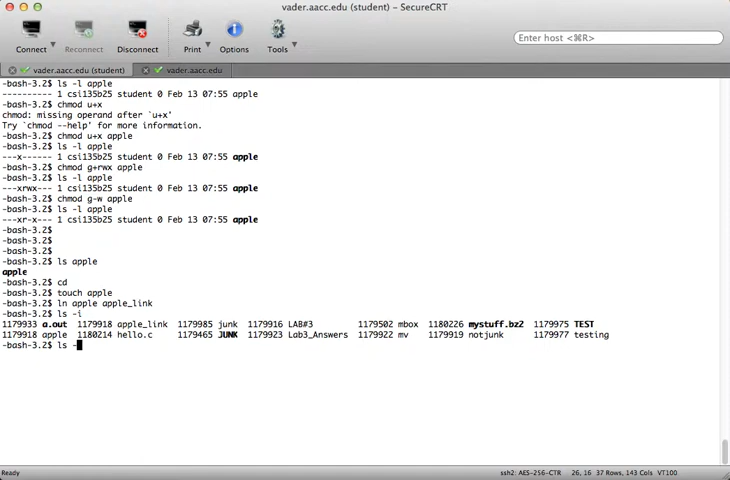 vader.aacc.edu (student) – SecureCRT
Connect Reconnect Disconnect Print Options Tools Enter host <⌘R>
vader.aacc.edu (student) vader.aacc.edu
-bash-3.2$ ls -l apple
---------- 1 csi135b25 student 0 Feb 13 07:55 apple
-bash-3.2$ chmod u+x
chmod: missing operand after `u+x'
Try `chmod --help' for more information.
-bash-3.2$ chmod u+x apple
-bash-3.2$ ls -l apple
---x------ 1 csi135b25 student 0 Feb 13 07:55 apple
-bash-3.2$ chmod g+rwx apple
-bash-3.2$ ls -l apple
---xrwx--- 1 csi135b25 student 0 Feb 13 07:55 apple
-bash-3.2$ chmod g-w apple
-bash-3.2$ ls -l apple
---xr-x--- 1 csi135b25 student 0 Feb 13 07:55 apple
-bash-3.2$
-bash-3.2$
-bash-3.2$
-bash-3.2$ ls apple
apple
-bash-3.2$ cd
-bash-3.2$ touch apple
-bash-3.2$ ln apple apple_link
-bash-3.2$ ls -i
1179933 a.out 1179918 apple_link 1179985 junk 1179916 LAB#3 1179502 mbox 1180226 mystuff.bz2 1179975 TEST
1179918 apple 1180214 hello.c 1179465 JUNK 1179923 Lab3_Answers 1179922 mv 1179919 notjunk 1179977 testing
-bash-3.2$ ls -
Ready ssh2: AES-256-CTR 26, 16 37 Rows, 143 Cols VT100